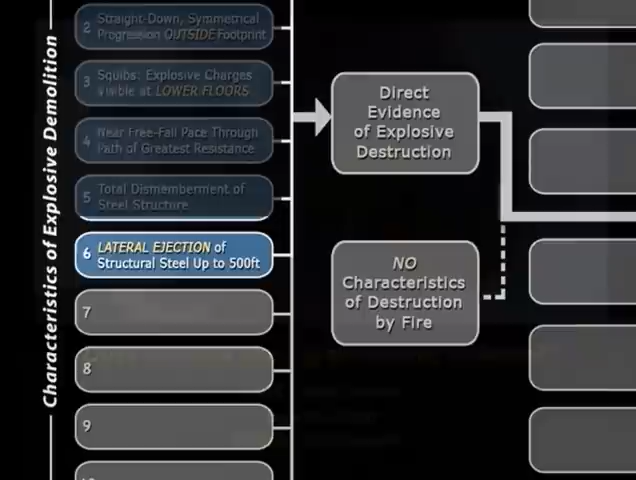 Characteristics of Explosive Demolition
2 Straight-Down, Symmetrical
Progression OUTSIDE Footprint
3 Squibs: Explosive Charges
Visible at LOWER FLOORS
4 Near Free-Fall Pace Through
Path of Greatest Resistance
5 Total Dismemberment of
Steel Structure
6 LATERAL EJECTION of
Structural Steel Up to 500ft
7
8
9
Direct
Evidence
of Explosive
Destruction
NO
Characteristics
of Destruction
by Fire